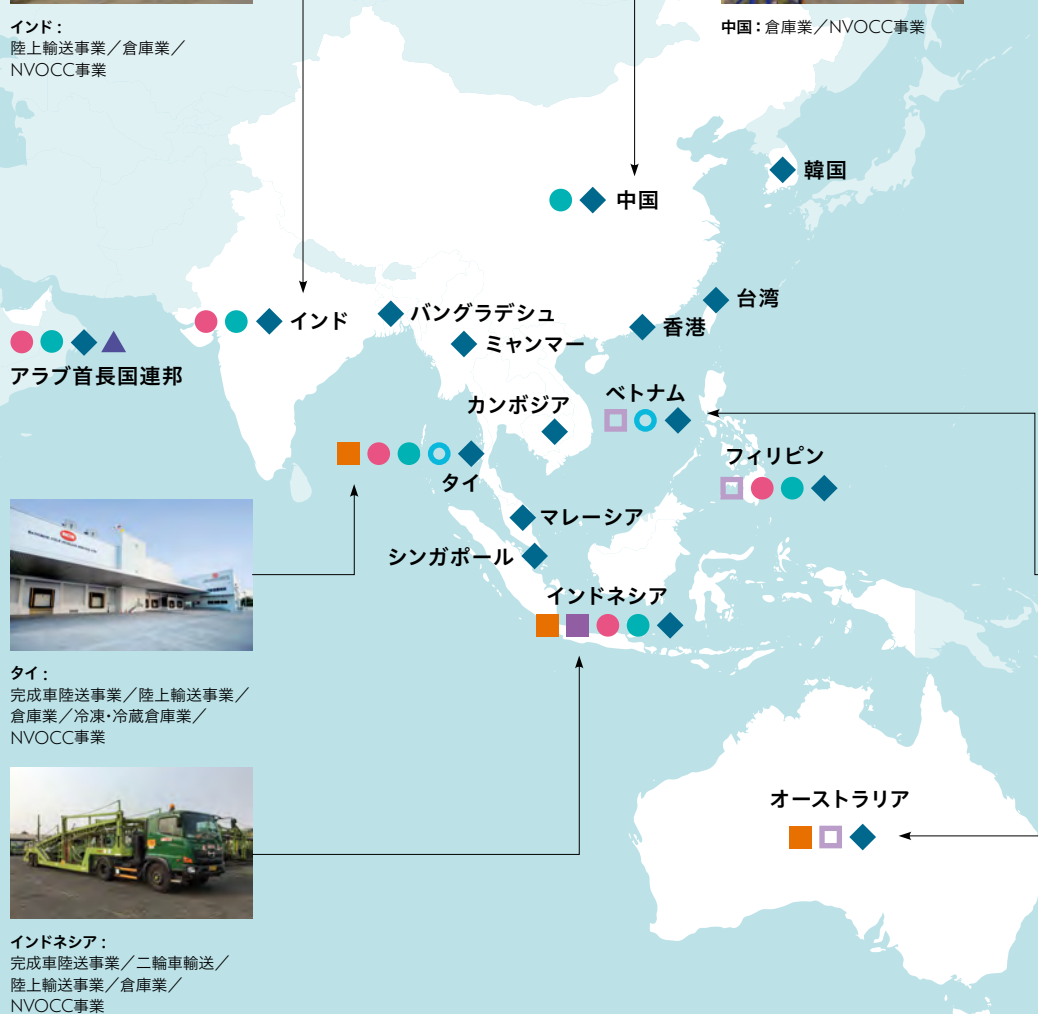 インド：
陸上輸送事業／倉庫業／
NVOCC事業
中国：倉庫業／NVOCC事業
韓国
中国
台湾
香港
インド
バングラデシュ
ミャンマー
アラブ首長国連邦
カンボジア
ベトナム
タイ
フィリピン
マレーシア
シンガポール
インドネシア
タイ：
完成車陸送事業／陸上輸送事業／
倉庫業／冷凍・冷蔵倉庫業／
NVOCC事業
オーストラリア
インドネシア：
完成車陸送事業／二輪車輸送／
陸上輸送事業／倉庫業／
NVOCC事業